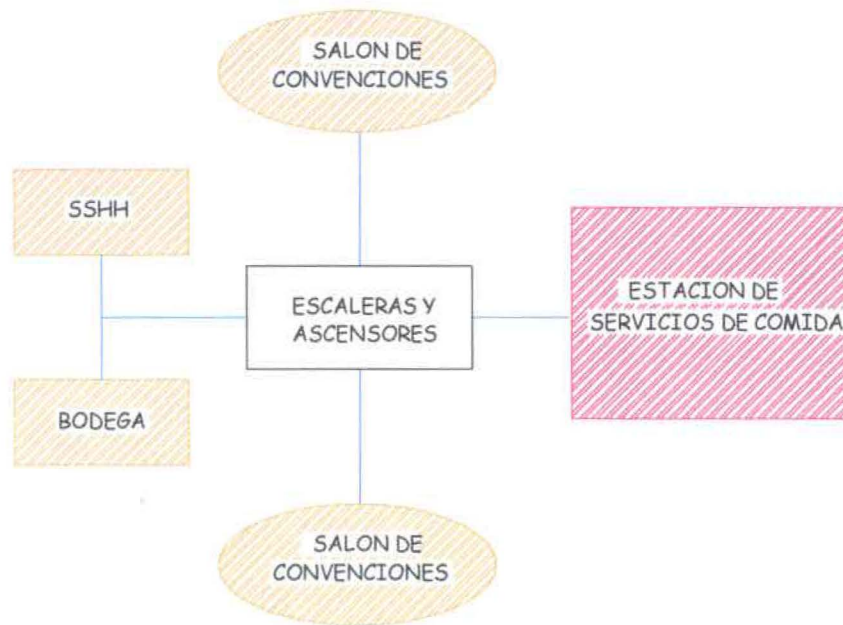 SALON DE
CONVENCIONES
SSHH
ESCALERAS Y
ASCENSORES
ESTACION DE
SERVICIOS DE COMIDA
BODEGA
SALON DE
CONVENCIONES